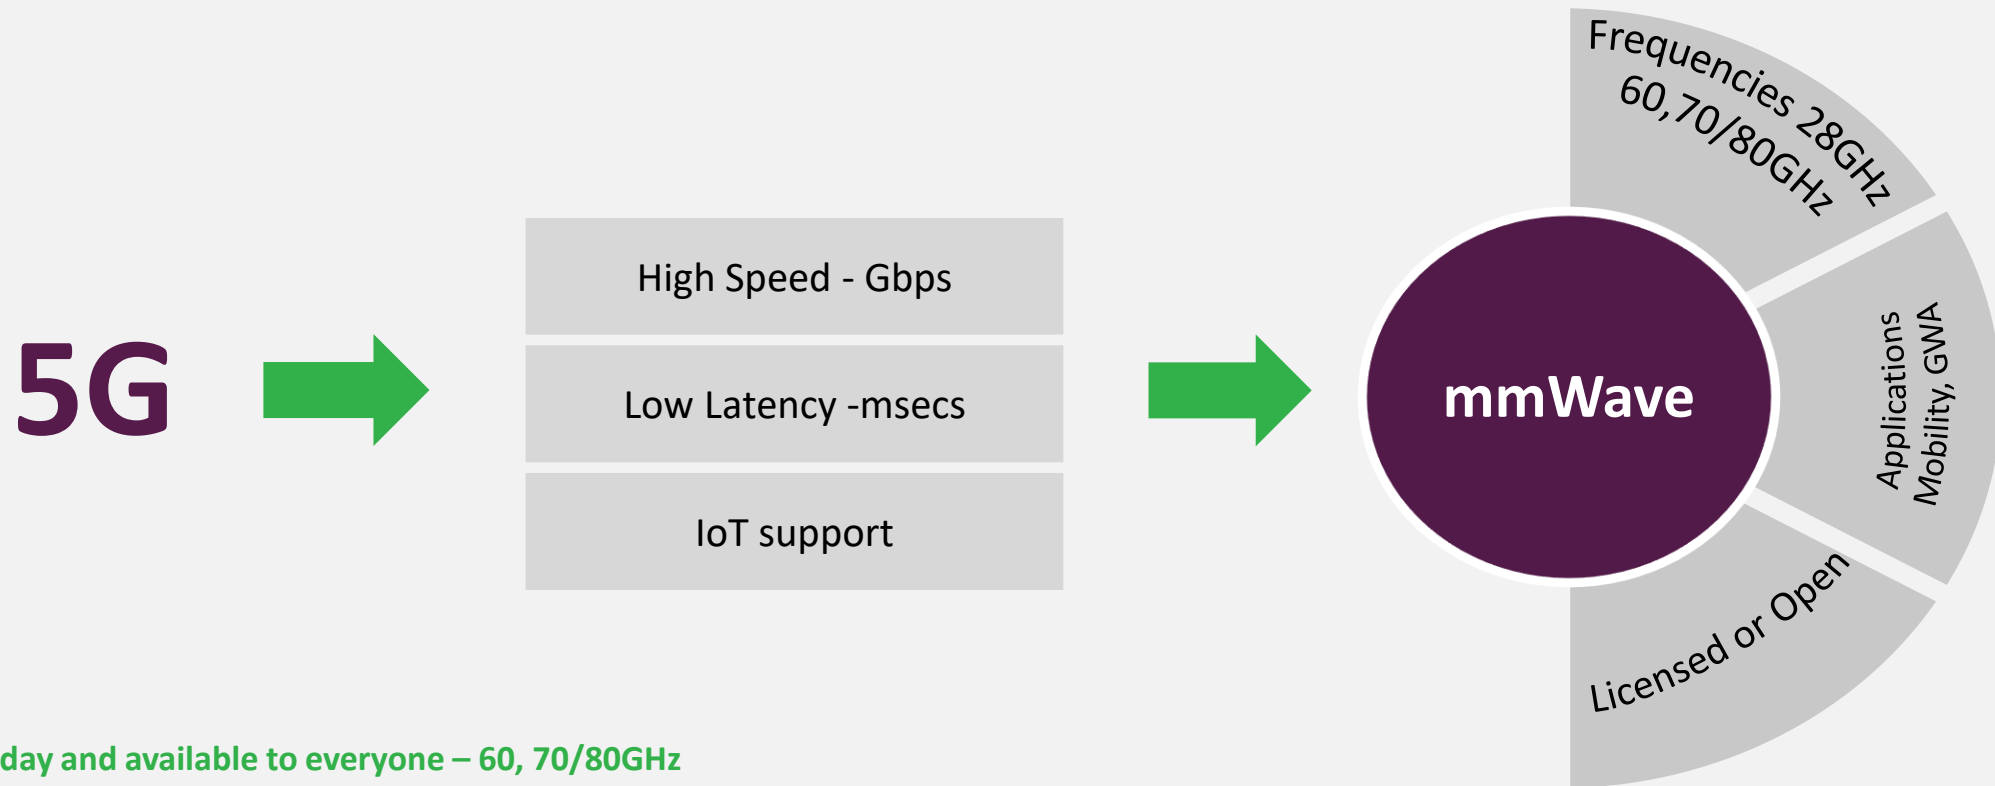 5G
High Speed - Gbps
Low Latency -msecs
IoT support
mmWave
Frequencies 28GHz
60,70/80GHz
Applications
Mobility, GWA
Licensed or Open
day and available to everyone – 60, 70/80GHz